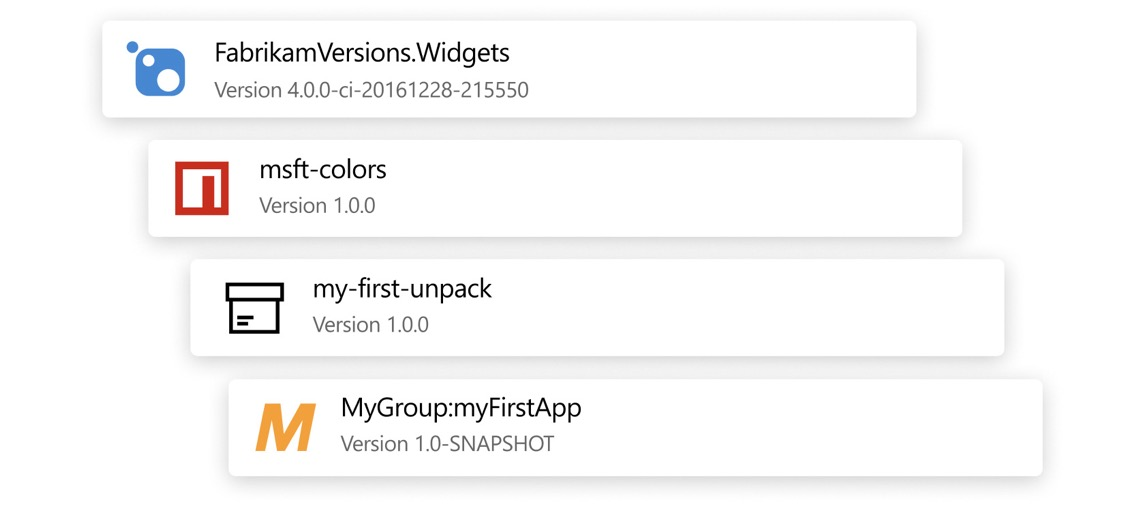 FabrikamVersions.Widgets
Version 4.0.0-ci-20161228-215550
msft-colors
Version 1.0.0
my-first-unpack
Version 1.0.0
M
MyGroup:myFirstApp
Version 1.0-SNAPSHOT